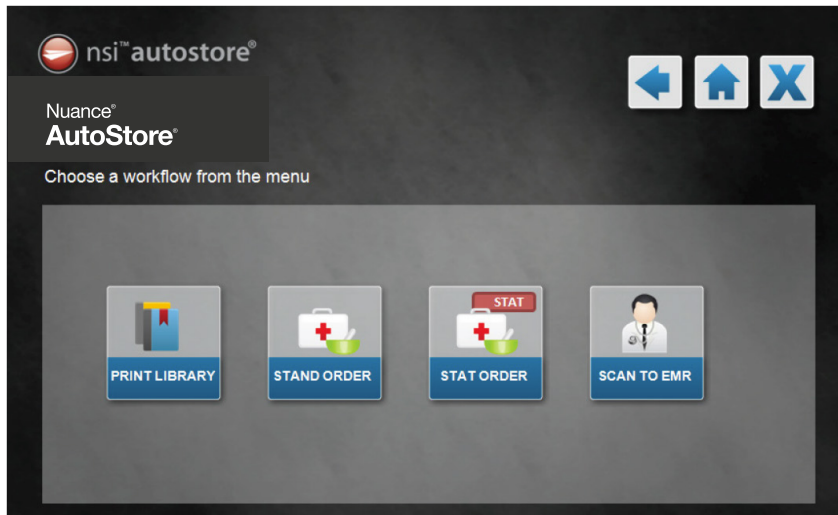 nsi™autostore®
Nuance®
AutoStore®
Choose a workflow from the menu
STAT
PRINT LIBRARY
STAND ORDER
STAT ORDER
SCAN TO EMR